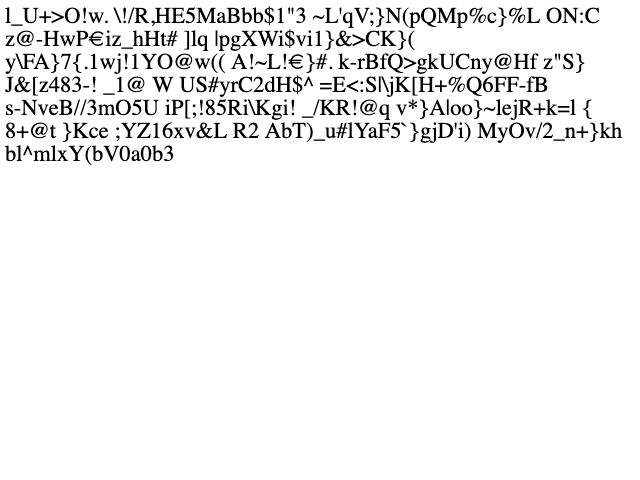 l_U+>O!w. \!/R,HE5MaBbb$1"3 ~L'qV;}N(pQMp%c}%L ON:C
z@-HwP€iz_hHt# ]lq |pgXWi$vi1}&>CK}(
y\FA}7{.1wj!1YO@w(( A!~L!€}#. k-rBfQ>gkUCny@Hf z"S}
J&[z483-! _1@ W US#yrC2dH$^ =E<:S|\jK[H+%Q6FF-fB
s-NveB//3mO5U iP[;!85Ri\Kgi! _/KR!@q v*}A|oo}~lejR+k=l {
8+@t }Kce ;YZ16xv&L R2 AbT)_u#lYaF5`}gjD'i) MyOv/2_n+}kh
bl^mlxY(bV0a0b3